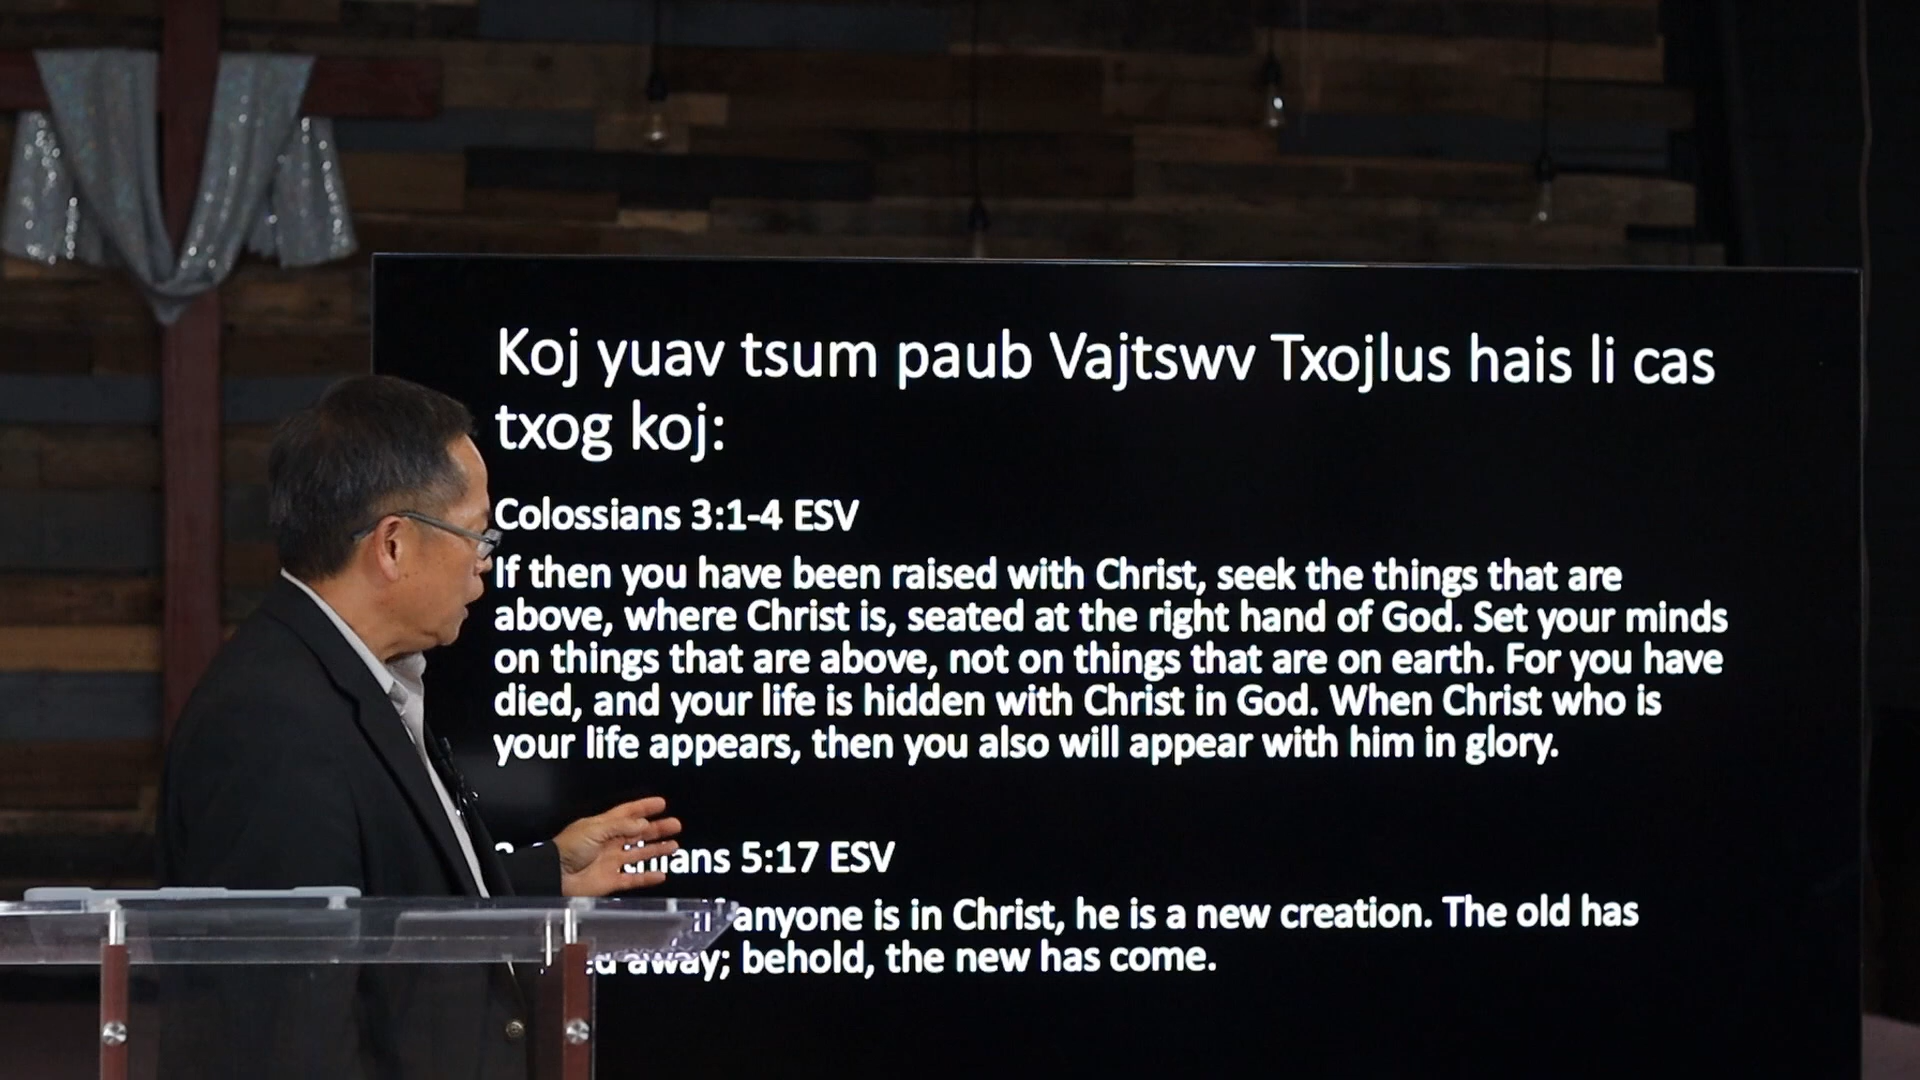 Koj yuav tsum paub Vajtswv Txojlus hais li cas
txog koj:
Colossians 3:1-4 ESV
If then you have been raised with Christ, seek the things that are
above, where Christ is, seated at the right hand of God. Set your minds
on things that are above, not on things that are on earth. For you have
died, and your life is hidden with Christ in God. When Christ who is
your life appears, then you also will appear with him in glory.
5:17 ESV
if anyone is in Christ, he is a new creation. The old has
away; behold, the new has come.